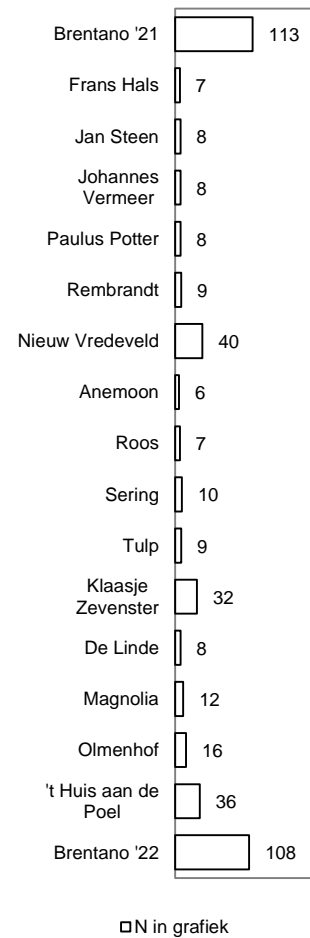 Brentano '21 113
Frans Hals 7
Jan Steen 8
Johannes
Vermeer 8
Paulus Potter 8
Rembrandt 9
Nieuw Vredeveld 40
Anemoon 6
Roos 7
Sering 10
Tulp 9
Klaasje
Zevenster 32
De Linde 8
Magnolia 12
Olmenhof 16
't Huis aan de
Poel 36
Brentano '22 108
N in grafiek